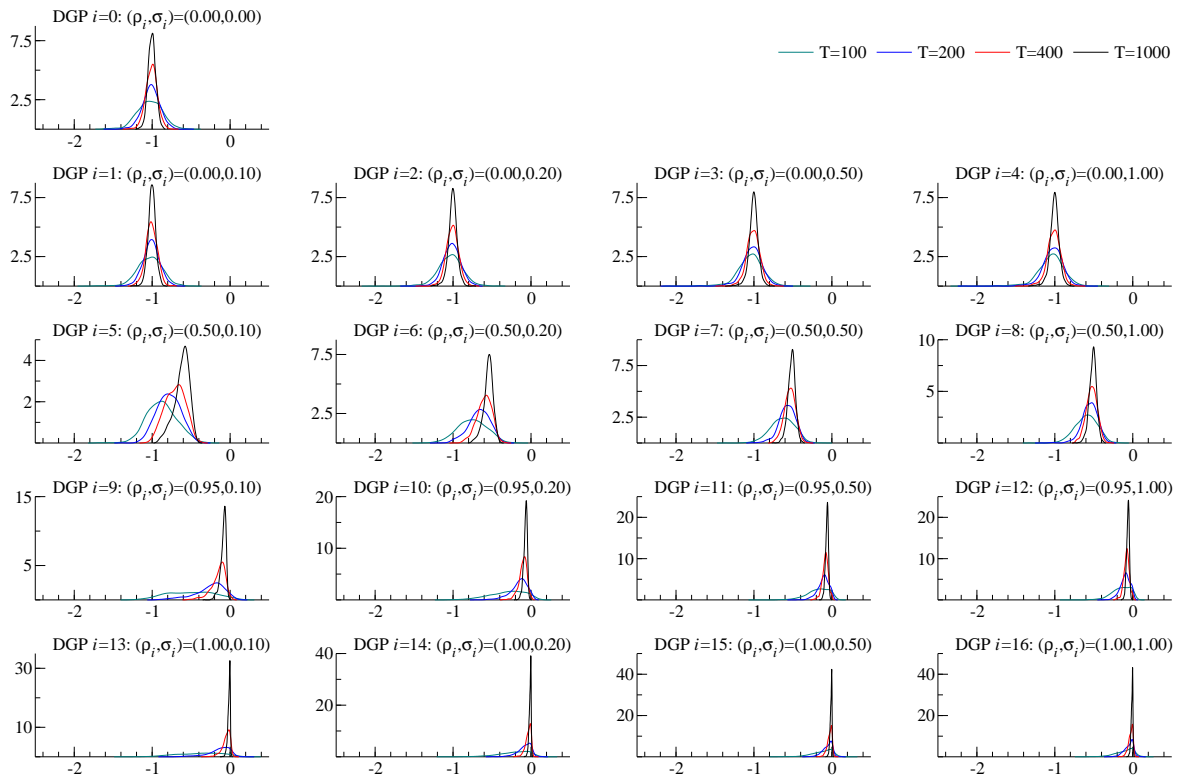 DGP i=0: (ρi,σi)=(0.00,0.00)
T=100 T=200 T=400 T=1000
7.5
2.5
-2 -1 0
DGP i=1: (ρi,σi)=(0.00,0.10) DGP i=2: (ρi,σi)=(0.00,0.20) DGP i=3: (ρi,σi)=(0.00,0.50) DGP i=4: (ρi,σi)=(0.00,1.00)
7.5 7.5 7.5 7.5
2.5 2.5 2.5 2.5
-2 -1 0 -2 -1 0 -2 -1 0 -2 -1 0
DGP i=5: (ρi,σi)=(0.50,0.10) DGP i=6: (ρi,σi)=(0.50,0.20) DGP i=7: (ρi,σi)=(0.50,0.50) DGP i=8: (ρi,σi)=(0.50,1.00)
4 7.5 7.5 10
2 2.5 2.5 5
-2 -1 0 -2 -1 0 -2 -1 0 -2 -1 0
DGP i=9: (ρi,σi)=(0.95,0.10) DGP i=10: (ρi,σi)=(0.95,0.20) DGP i=11: (ρi,σi)=(0.95,0.50) DGP i=12: (ρi,σi)=(0.95,1.00)
15 20 25 25
5 10 15 15
5 5
-2 -1 0 -2 -1 0 -2 -1 0 -2 -1 0
DGP i=13: (ρi,σi)=(1.00,0.10) DGP i=14: (ρi,σi)=(1.00,0.20) DGP i=15: (ρi,σi)=(1.00,0.50) DGP i=16: (ρi,σi)=(1.00,1.00)
30 40 40 40
10 20 20 20
-2 -1 0 -2 -1 0 -2 -1 0 -2 -1 0